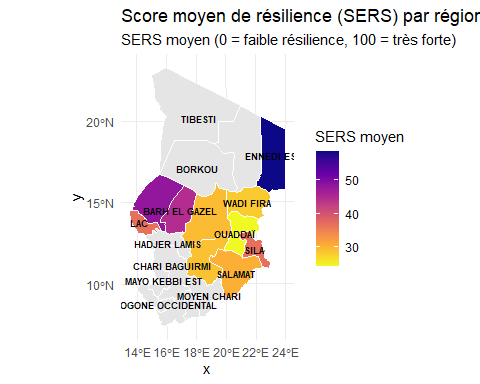 Score moyen de résilience (SERS) par région
SERS moyen (0 = faible résilience, 100 = très forte)
20°N
15°N
10°N
y
TIBESTI
BORKOU
ENNEDI ES
WADI FIRA
BARH EL GAZEL
LAC
OUADDAI
HADJER LAMIS
SILA
CHARI BAGUIRMI
SALAMAT
MAYO KEBBI EST
MOYEN CHARI
OGONE OCCIDENTAL
14°E 16°E 18°E 20°E 22°E 24°E
x
SERS moyen
50
40
30